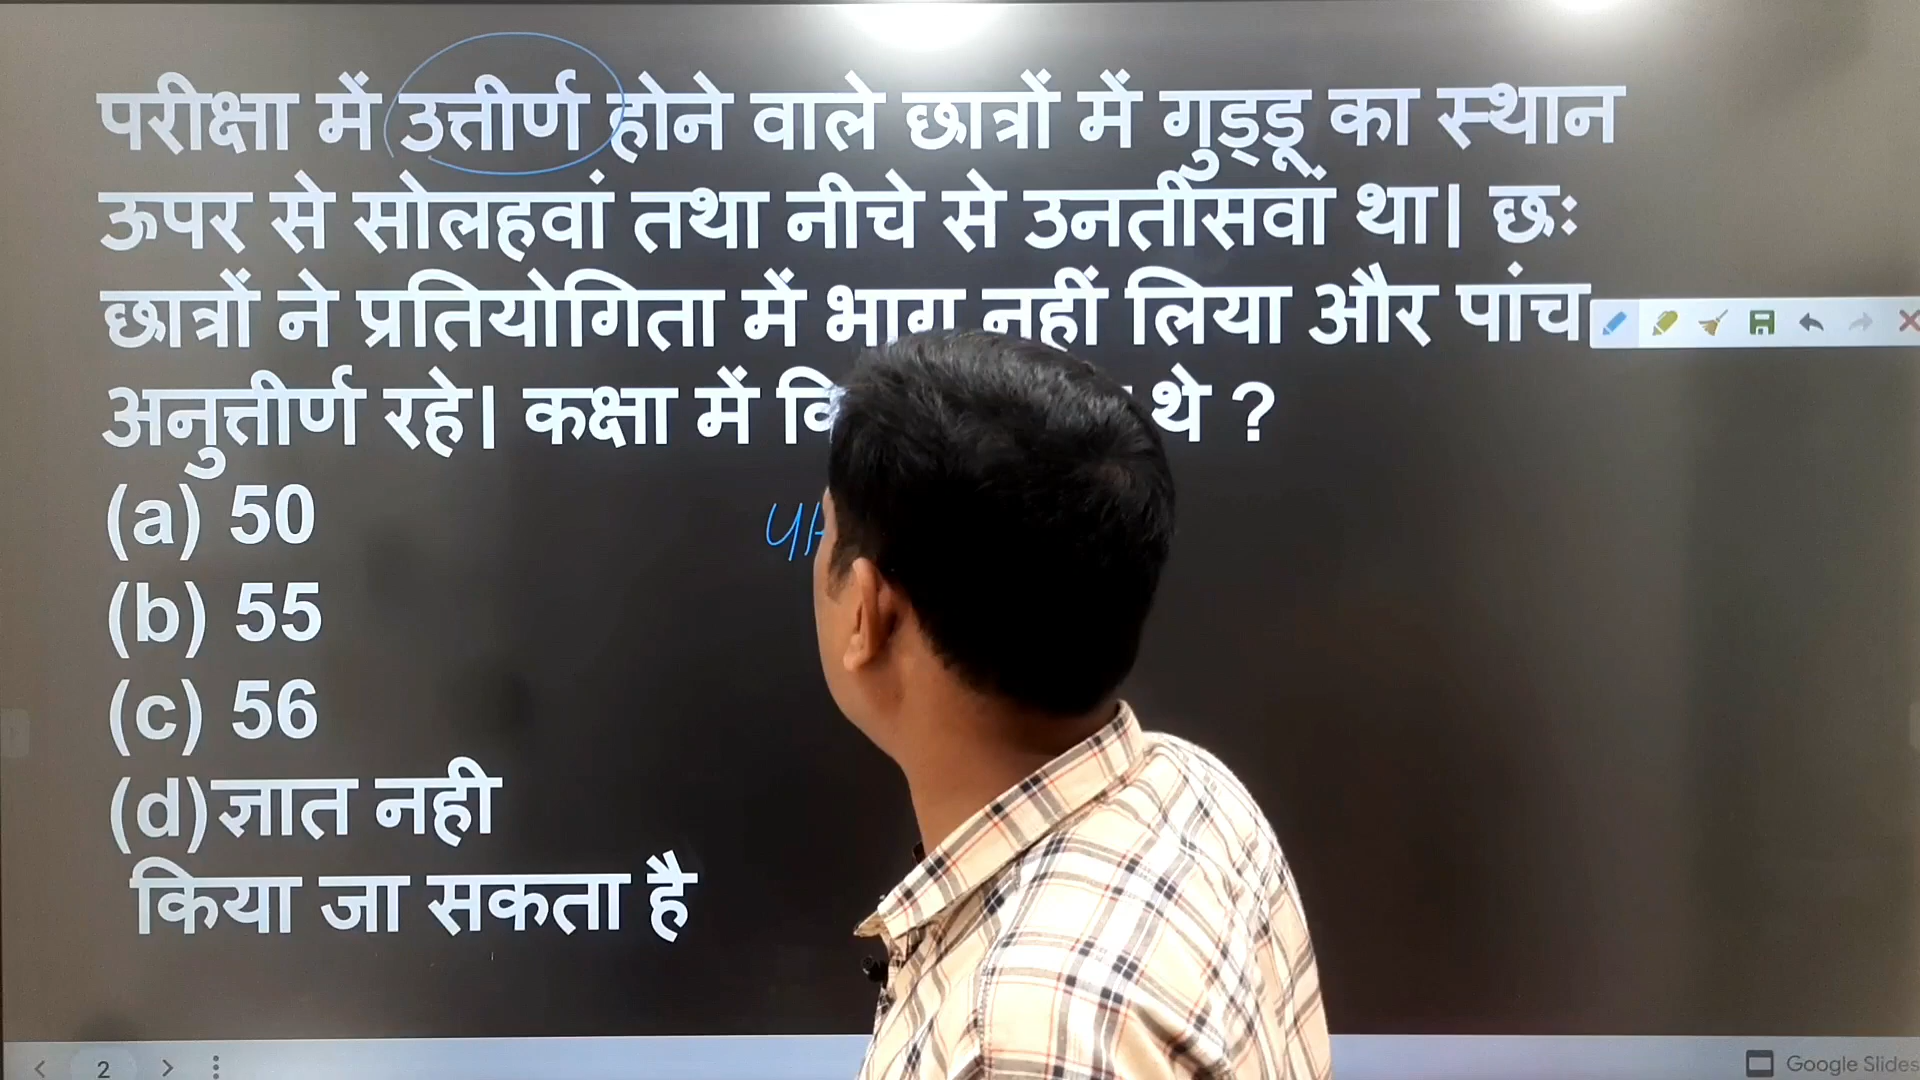 परीक्षा में उत्तीर्ण होने वाले छात्रों में गुड्डू का स्थान
ऊपर से सोलहवां तथा नीचे से उनतीसवां था। छः
छात्रों ने प्रतियोगिता में भाग नहीं लिया और पांच
अनुत्तीर्ण रहे। कक्षा में थे ?
(a) 50
(b) 55
(c) 56
(d)ज्ञात नही
किया जा सकता है
2
Google Slides